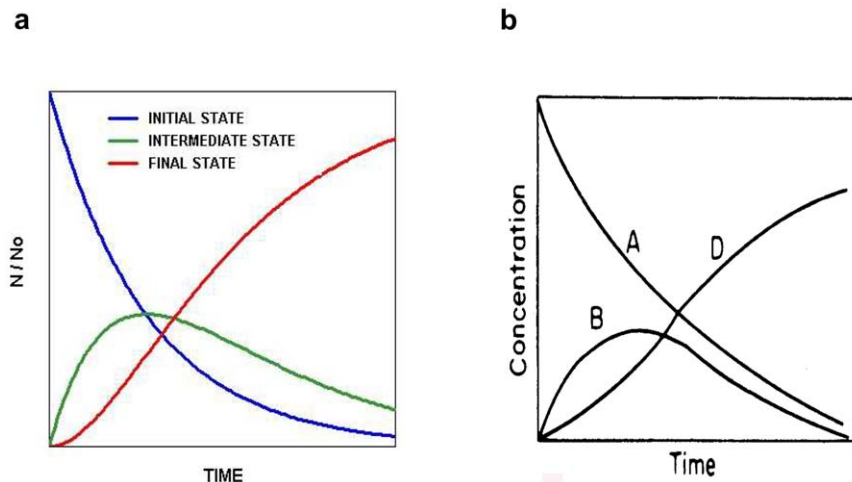 a
INITIAL STATE
INTERMEDIATE STATE
FINAL STATE
N / No
TIME
b
A
D
B
Concentration
Time